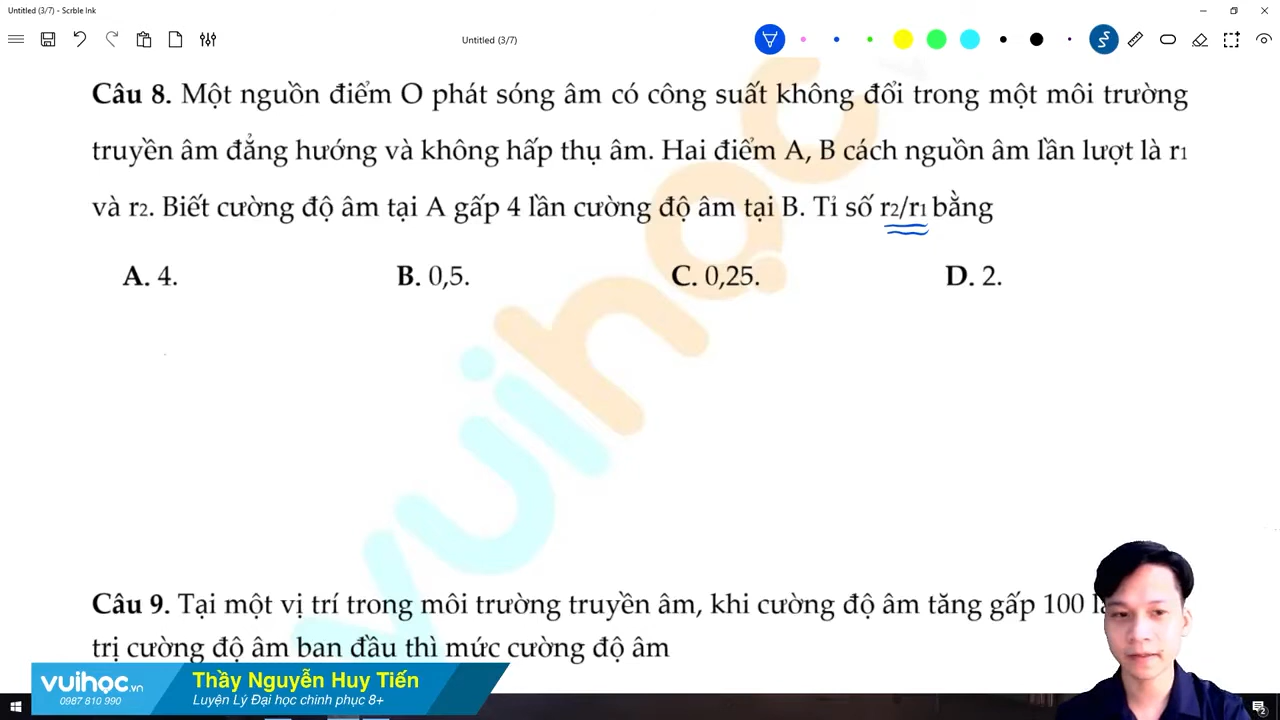 Untitled (3/7) - Scrble Ink
Untitled (3/7)
Câu 8. Một nguồn điểm O phát sóng âm có công suất không đổi trong một môi trường
truyền âm đẳng hướng và không hấp thụ âm. Hai điểm A, B cách nguồn âm lần lượt là r1
và r2. Biết cường độ âm tại A gấp 4 lần cường độ âm tại B. Tỉ số r2/r1 bằng
A. 4. B. 0,5. C. 0,25. D. 2.
vuihọc
Câu 9. Tại một vị trí trong môi trường truyền âm, khi cường độ âm tăng gấp 100
trị cường độ âm ban đầu thì mức cường độ âm
vuihọc.vn
0987 810 990
Thầy Nguyễn Huy Tiến
Luyện Lý Đại học chinh phục 8+